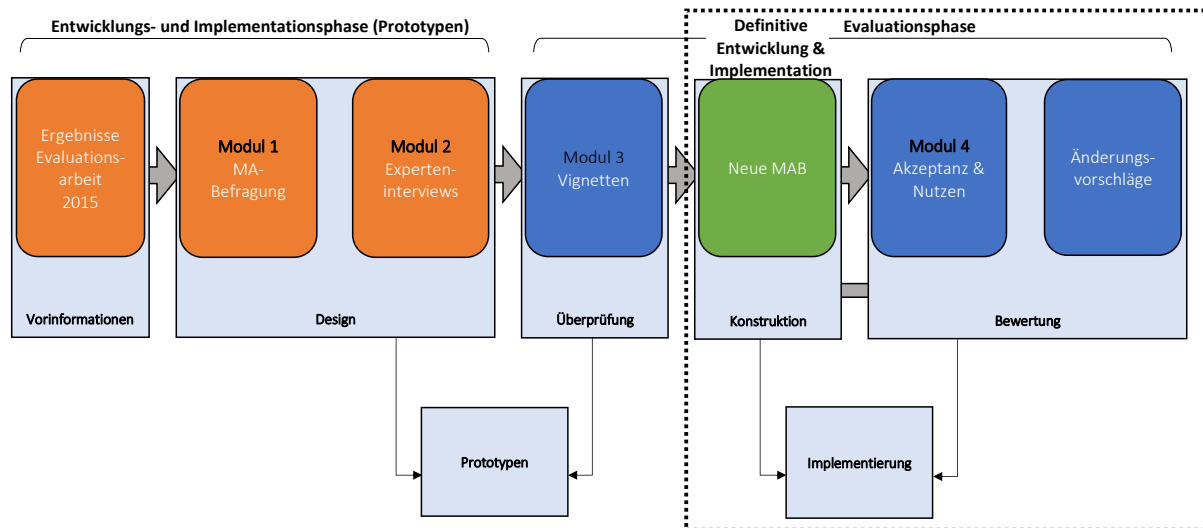 Entwicklungs- und Implementationsphase (Prototypen)
Definitive
Entwicklung &
Implementation
Evaluationsphase
Ergebnisse
Evaluations-
arbeit
2015
Modul 1
MA-
Befragung
Modul 2
Experten-
interviews
Modul 3
Vignetten
Neue MAB
Modul 4
Akzeptanz &
Nutzen
Änderungs-
vorschläge
Vorinformationen
Design
Überprüfung
Konstruktion
Bewertung
Prototypen
Implementierung